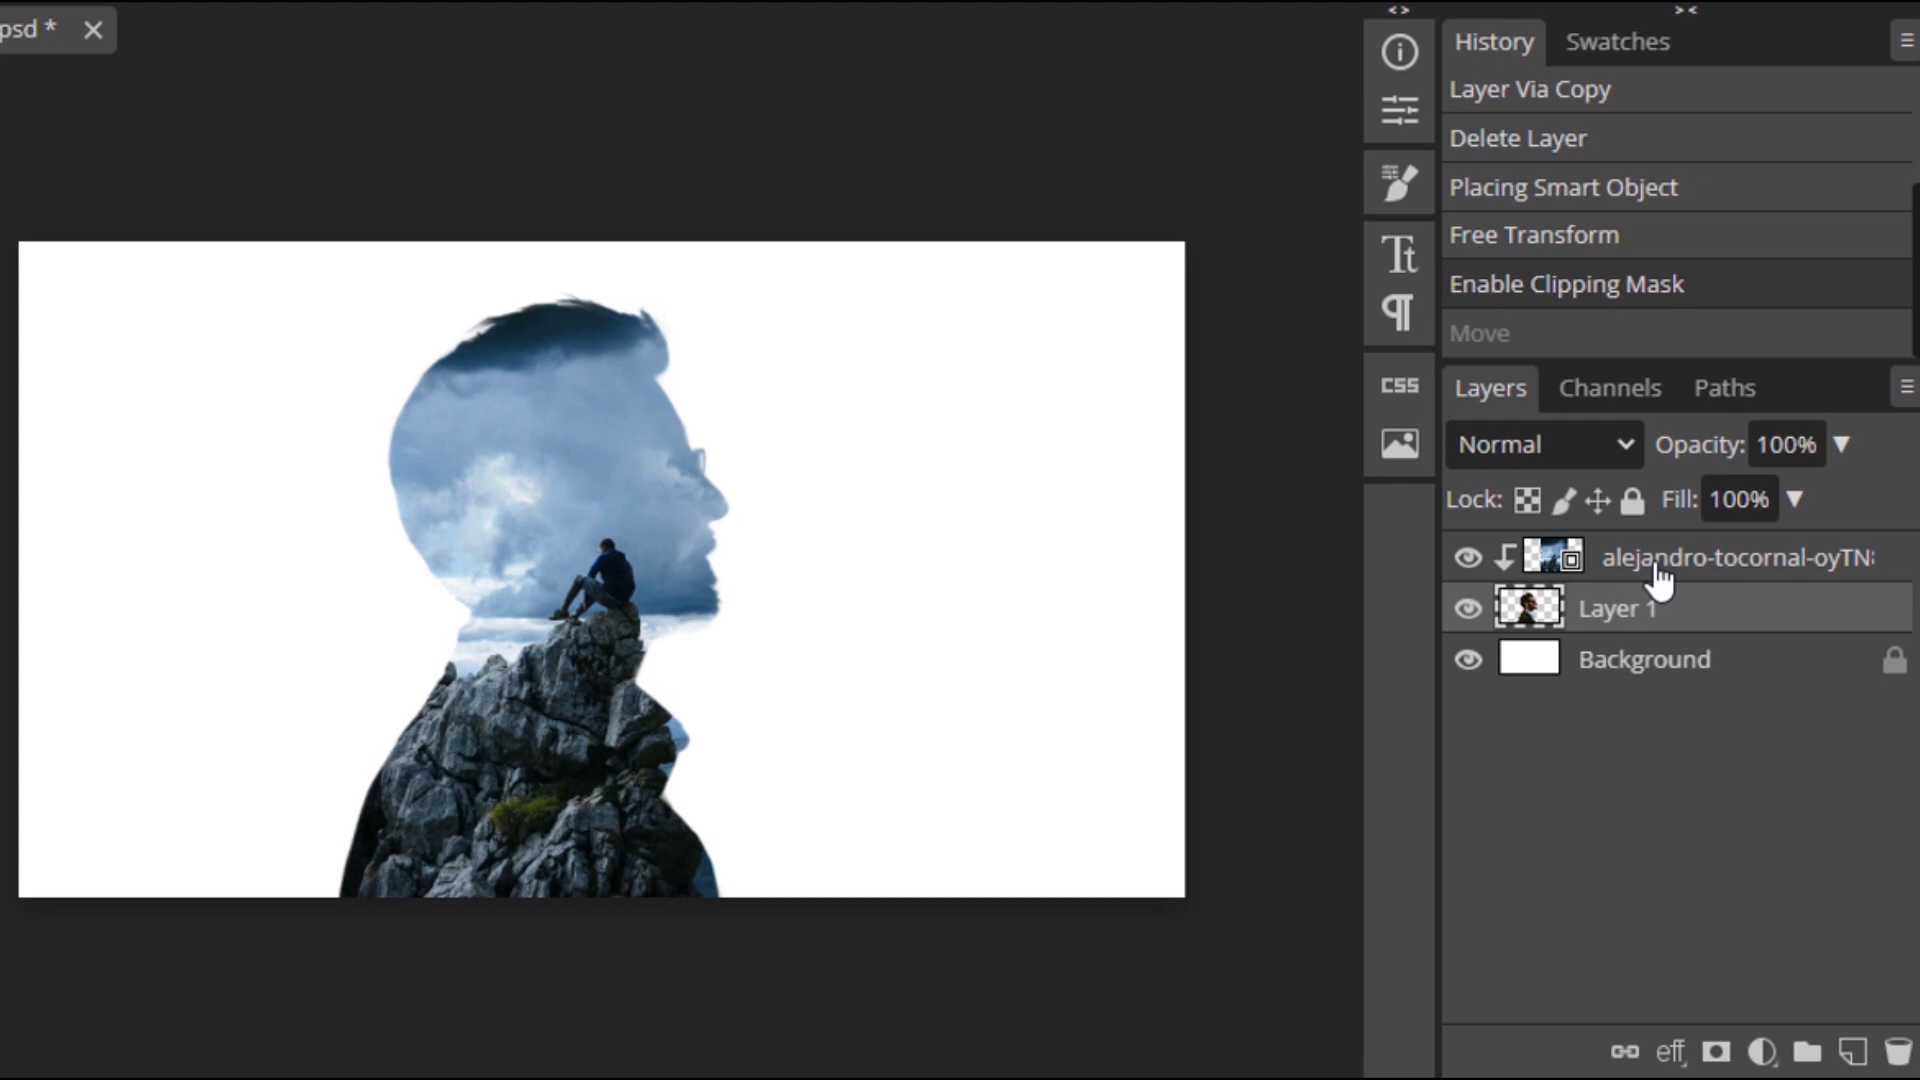 psd *
History Swatches
Layer Via Copy
Delete Layer
Placing Smart Object
Free Transform
Enable Clipping Mask
Move
CSS
Layers Channels Paths
Normal Opacity: 100%
Lock: Fill: 100%
alejandro-tocornal-oyTN
Layer 1
Background
eff